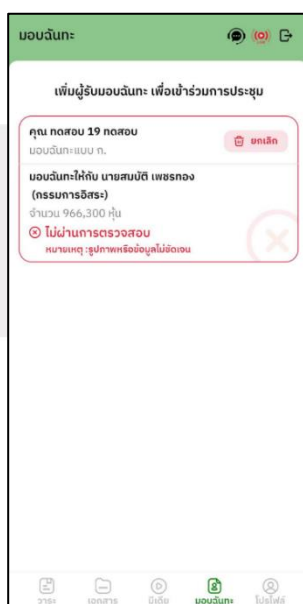 มอบฉันทะ
เพิ่มผู้รับมอบฉันทะ เพื่อเข้าร่วมการประชุม
คุณ ทดสอบ 19 ทดสอบ
มอบฉันทะแบบ ก.
ยกเลิก
มอบฉันทะให้กับ นายสมบัติ เพชรทอง
(กรรมการอิสระ)
จำนวน 966,300 หุ้น
ไม่ผ่านการตรวจสอบ
หมายเหตุ :รูปภาพหรือข้อมูลไม่ชัดเจน
วาระ เอกสาร มีเดีย มอบฉันทะ โปรไฟล์